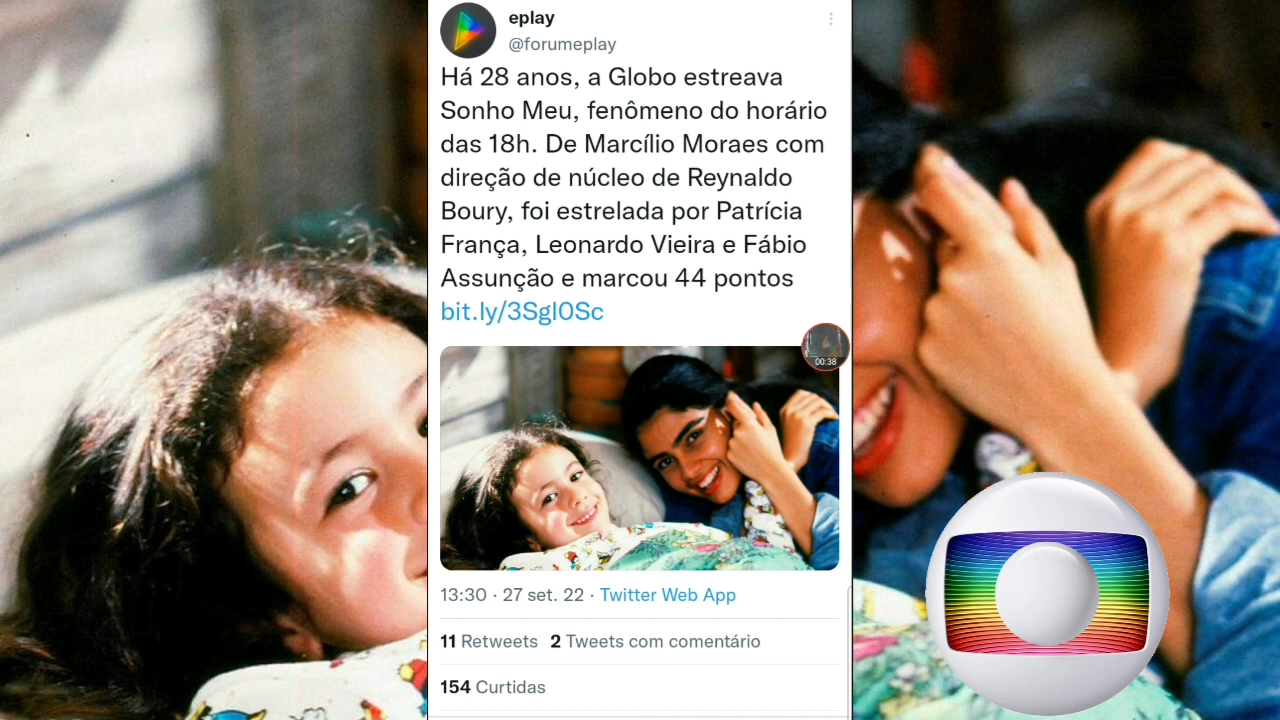 eplay
@forumeplay
Há 28 anos, a Globo estreava
Sonho Meu, fenômeno do horário
das 18h. De Marcílio Moraes com
direção de núcleo de Reynaldo
Boury, foi estrelada por Patrícia
França, Leonardo Vieira e Fábio
Assunção e marcou 44 pontos
bit.ly/3Sgl0Sc
00:38
13:30 · 27 set. 22 · Twitter Web App
11 Retweets 2 Tweets com comentário
154 Curtidas